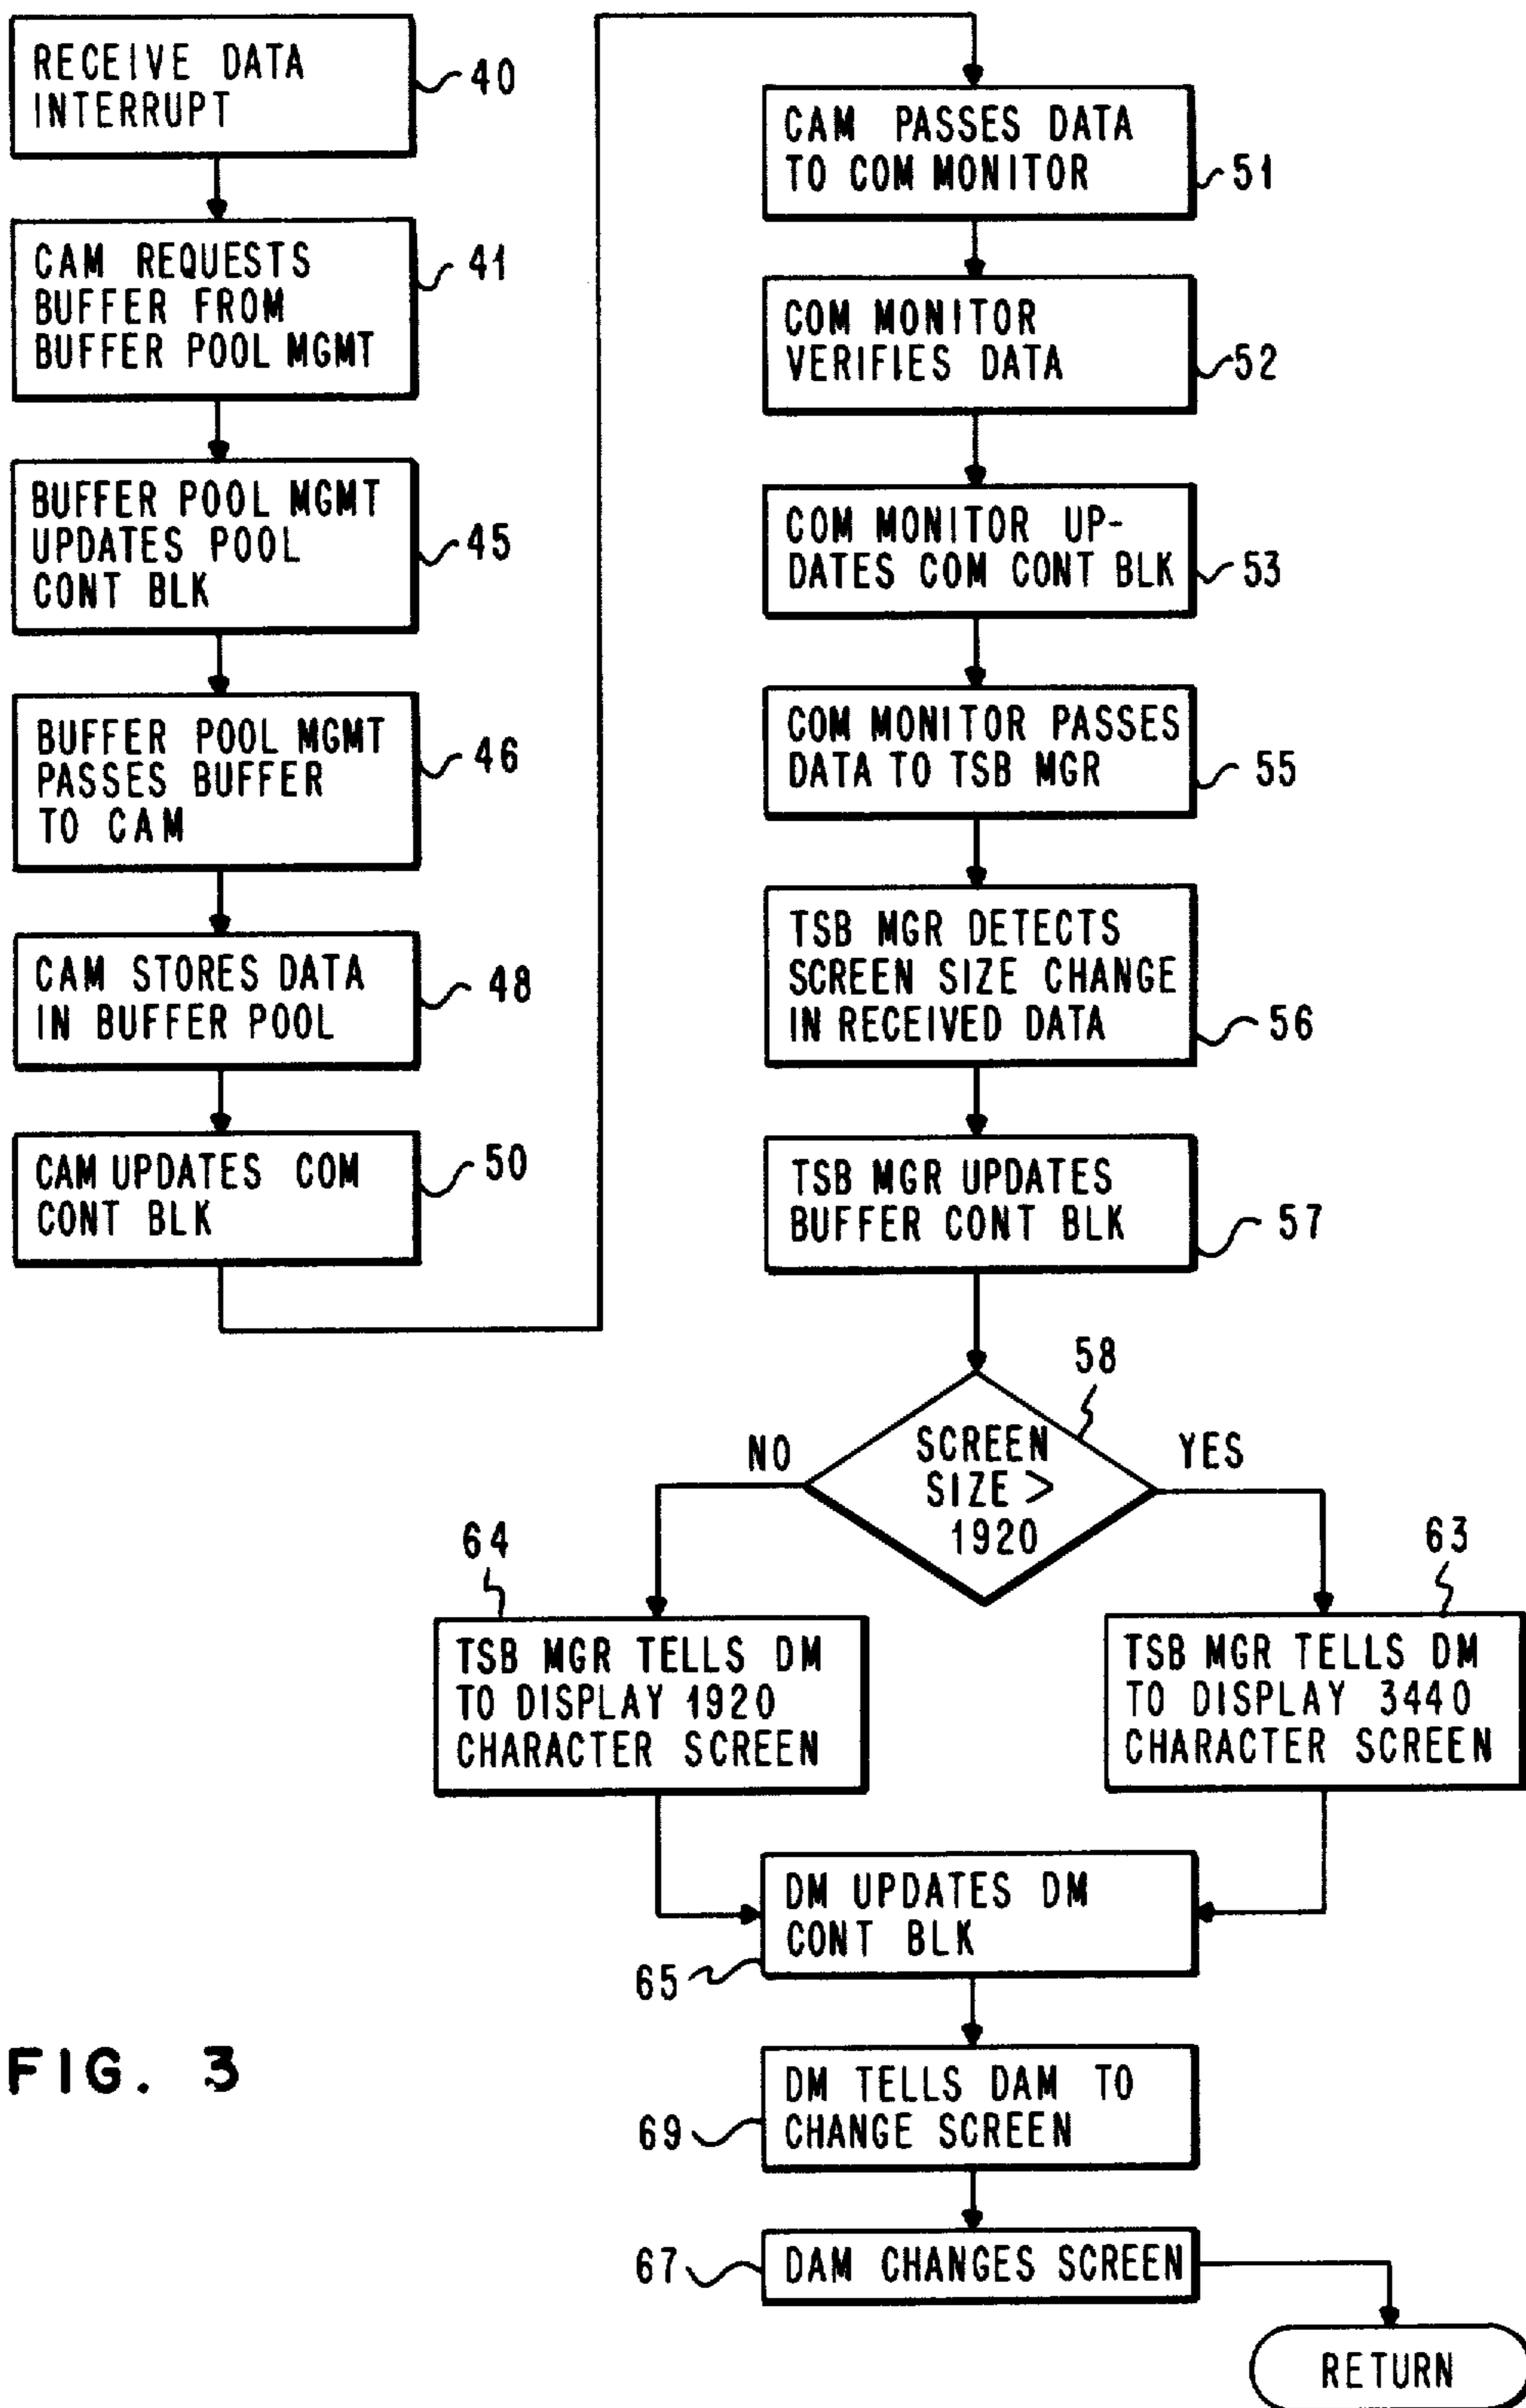 RECEIVE DATA
INTERRUPT
40
CAM REQUESTS
BUFFER FROM
BUFFER POOL MGMT
41
BUFFER POOL MGMT
UPDATES POOL
CONT BLK
45
BUFFER POOL MGMT
PASSES BUFFER
TO CAM
46
CAM STORES DATA
IN BUFFER POOL
48
CAM UPDATES COM
CONT BLK
50
CAM PASSES DATA
TO COM MONITOR
51
COM MONITOR
VERIFIES DATA
52
COM MONITOR UP-
DATES COM CONT BLK
53
COM MONITOR PASSES
DATA TO TSB MGR
55
TSB MGR DETECTS
SCREEN SIZE CHANGE
IN RECEIVED DATA
56
TSB MGR UPDATES
BUFFER CONT BLK
57
58
SCREEN
SIZE >
1920
NO
YES
64
TSB MGR TELLS DM
TO DISPLAY 1920
CHARACTER SCREEN
63
TSB MGR TELLS DM
TO DISPLAY 3440
CHARACTER SCREEN
DM UPDATES DM
CONT BLK
65
DM TELLS DAM TO
CHANGE SCREEN
69
DAM CHANGES SCREEN
67
RETURN
FIG. 3